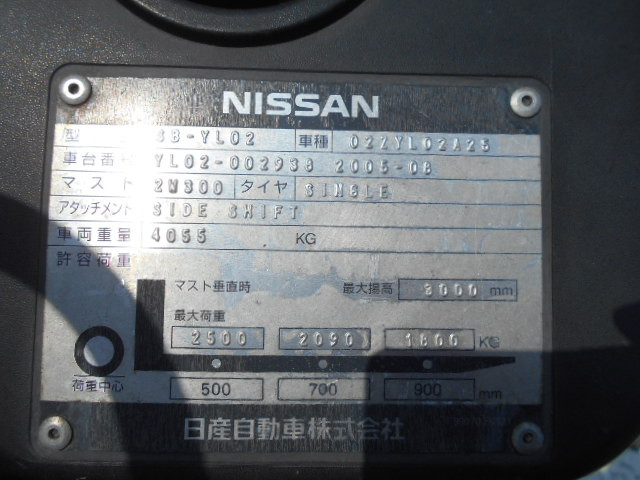 NISSAN
型 SB-YL02 車種 02ZYL02A25
車台番号 YL02-002938 2005-08
マスト 2W300 タイヤ SINGLE
アタッチメント SIDE SHIFT
車両重量 4055 KG
許容荷重
マスト垂直時 最大揚高 3000 mm
最大荷重
2500 2090 1800 KG
荷重中心 500 700 900 mm
日産自動車株式会社